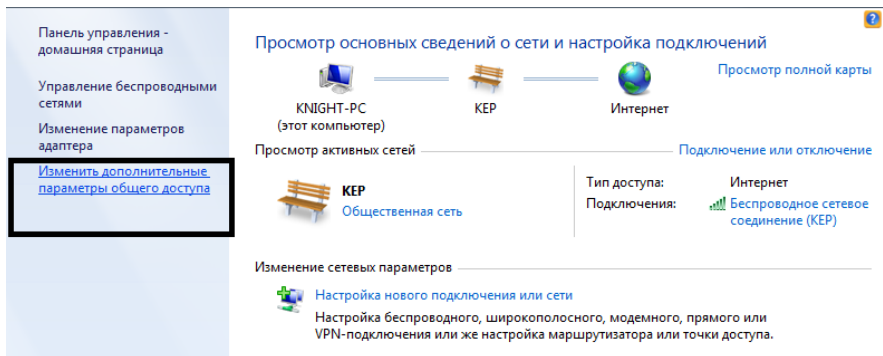 Панель управления -
домашняя страница
Управление беспроводными
сетями
Изменение параметров
адаптера
Изменить дополнительные
параметры общего доступа
Просмотр основных сведений о сети и настройка подключений
Просмотр полной карты
KNIGHT-PC
(этот компьютер)
KEP
Интернет
Просмотр активных сетей
Подключение или отключение
KEP
Общественная сеть
Тип доступа: Интернет
Подключения: Беспроводное сетевое
соединение (KEP)
Изменение сетевых параметров
Настройка нового подключения или сети
Настройка беспроводного, широкополосного, модемного, прямого или
VPN-подключения или же настройка маршрутизатора или точки доступа.